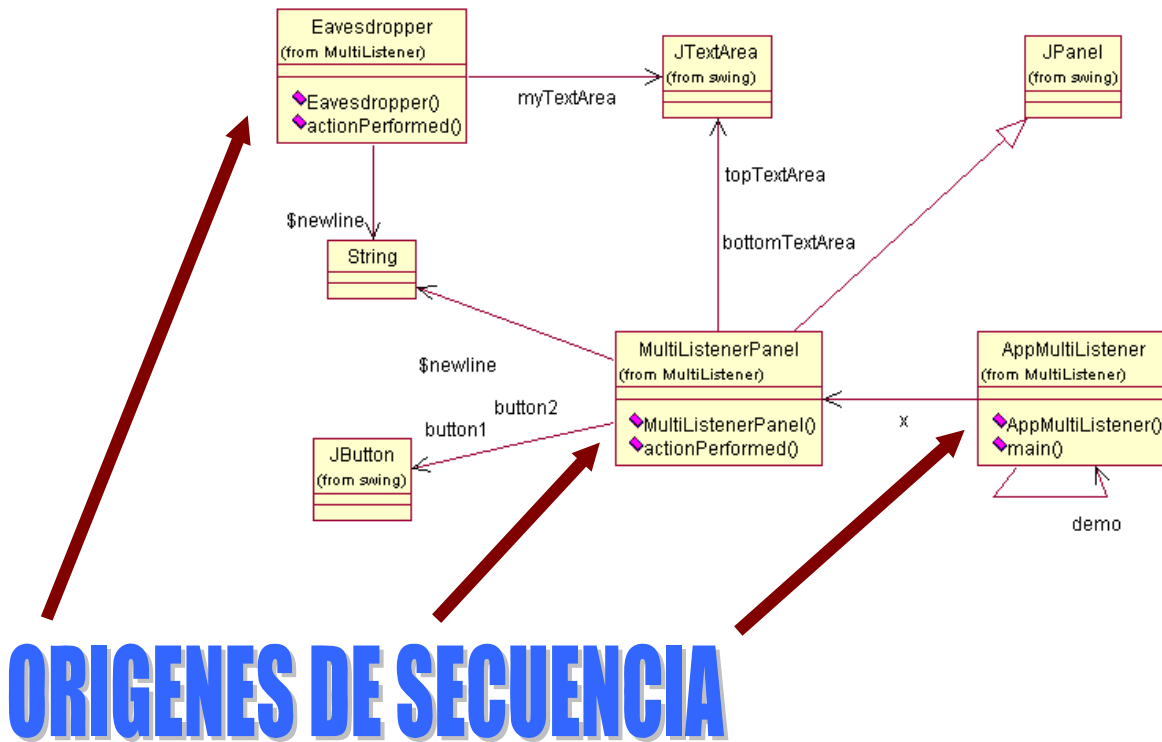 Eavesdropper
(from MultiListener)
Eavesdropper()
actionPerformed()
myTextArea
JTextArea
(from swing)
JPanel
(from swing)
$newline
String
topTextArea
bottomTextArea
$newline
button2
button1
JButton
(from swing)
MultiListenerPanel
(from MultiListener)
MultiListenerPanel()
actionPerformed()
x
AppMultiListener
(from MultiListener)
AppMultiListener()
main()
demo
ORIGENES DE SECUENCIA